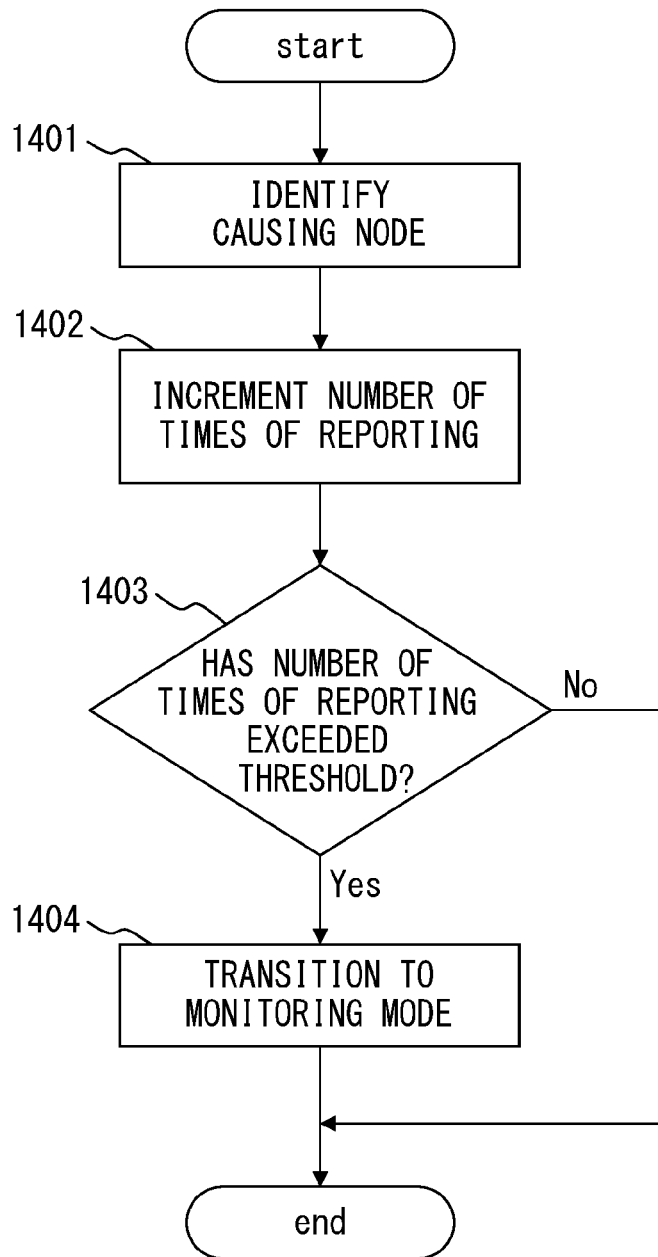 start
1401
IDENTIFY
CAUSING NODE
1402
INCREMENT NUMBER OF
TIMES OF REPORTING
1403
HAS NUMBER OF
TIMES OF REPORTING
EXCEEDED
THRESHOLD?
No
Yes
1404
TRANSITION TO
MONITORING MODE
end